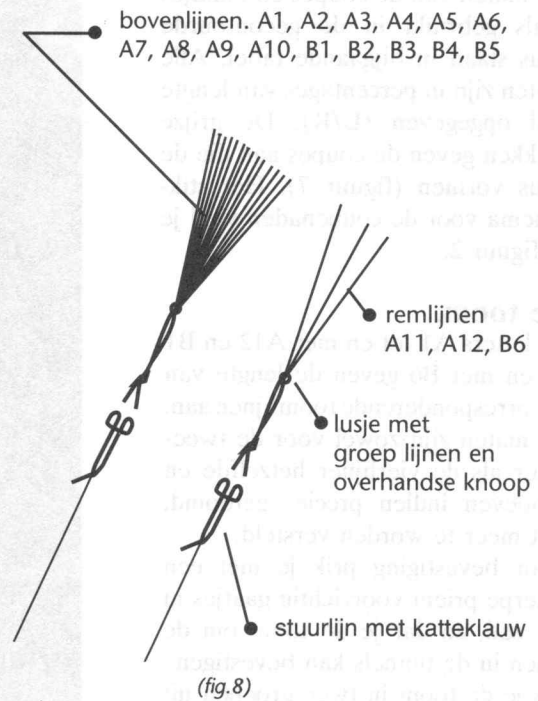 bovenlijnen. A1, A2, A3, A4, A5, A6,
A7, A8, A9, A10, B1, B2, B3, B4, B5
remlijnen
A11, A12, B6
lusje met
groep lijnen en
overhandse knoop
stuurlijn met katteklauw
(fig.8)